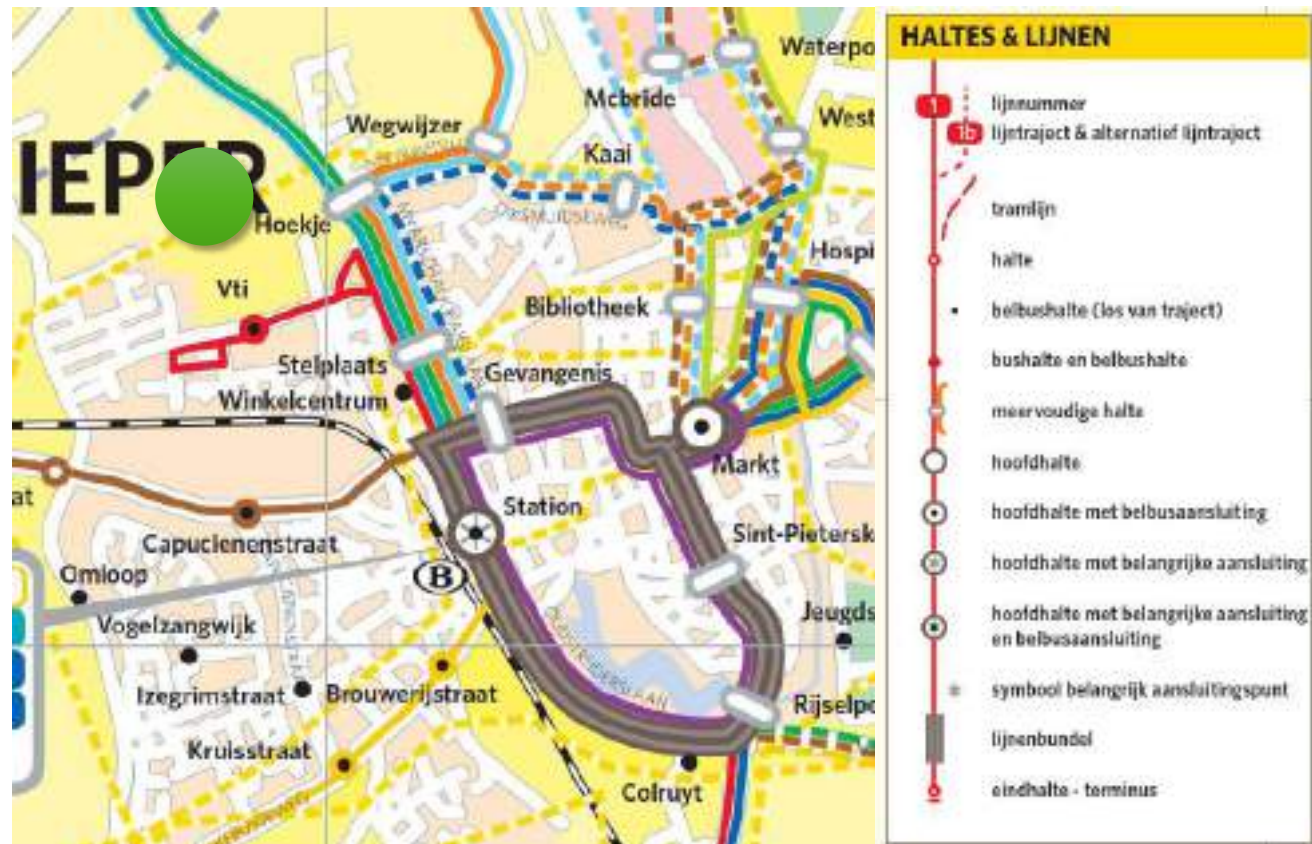 Waterpo
Mcbride
Wegwijzer
West
Kaai
IEPER
Hoekje
Hospi
Vti
Bibliotheek
Stelplaats
Gevangenis
Winkelcentrum
Markt
at
Station
Sint-Pietersk
Capucienenstraat
B
Omloop
Jeugds
Vogelzangwijk
Izegrimstraat
Brouwerijstraat
Rijselpo
Kruisstraat
Colruyt
HALTES & LIJNEN
1 lijnnummer
1b lijntraject & alternatief lijntraject
tramlijn
halte
belbushalte (los van traject)
bushalte en belbushalte
meervoudige halte
hoofdhalte
hoofdhalte met belbusaansluiting
hoofdhalte met belangrijke aansluiting
hoofdhalte met belangrijke aansluiting
en belbusaansluiting
symbool belangrijk aansluitingspunt
lijnenbundel
eindhalte - terminus